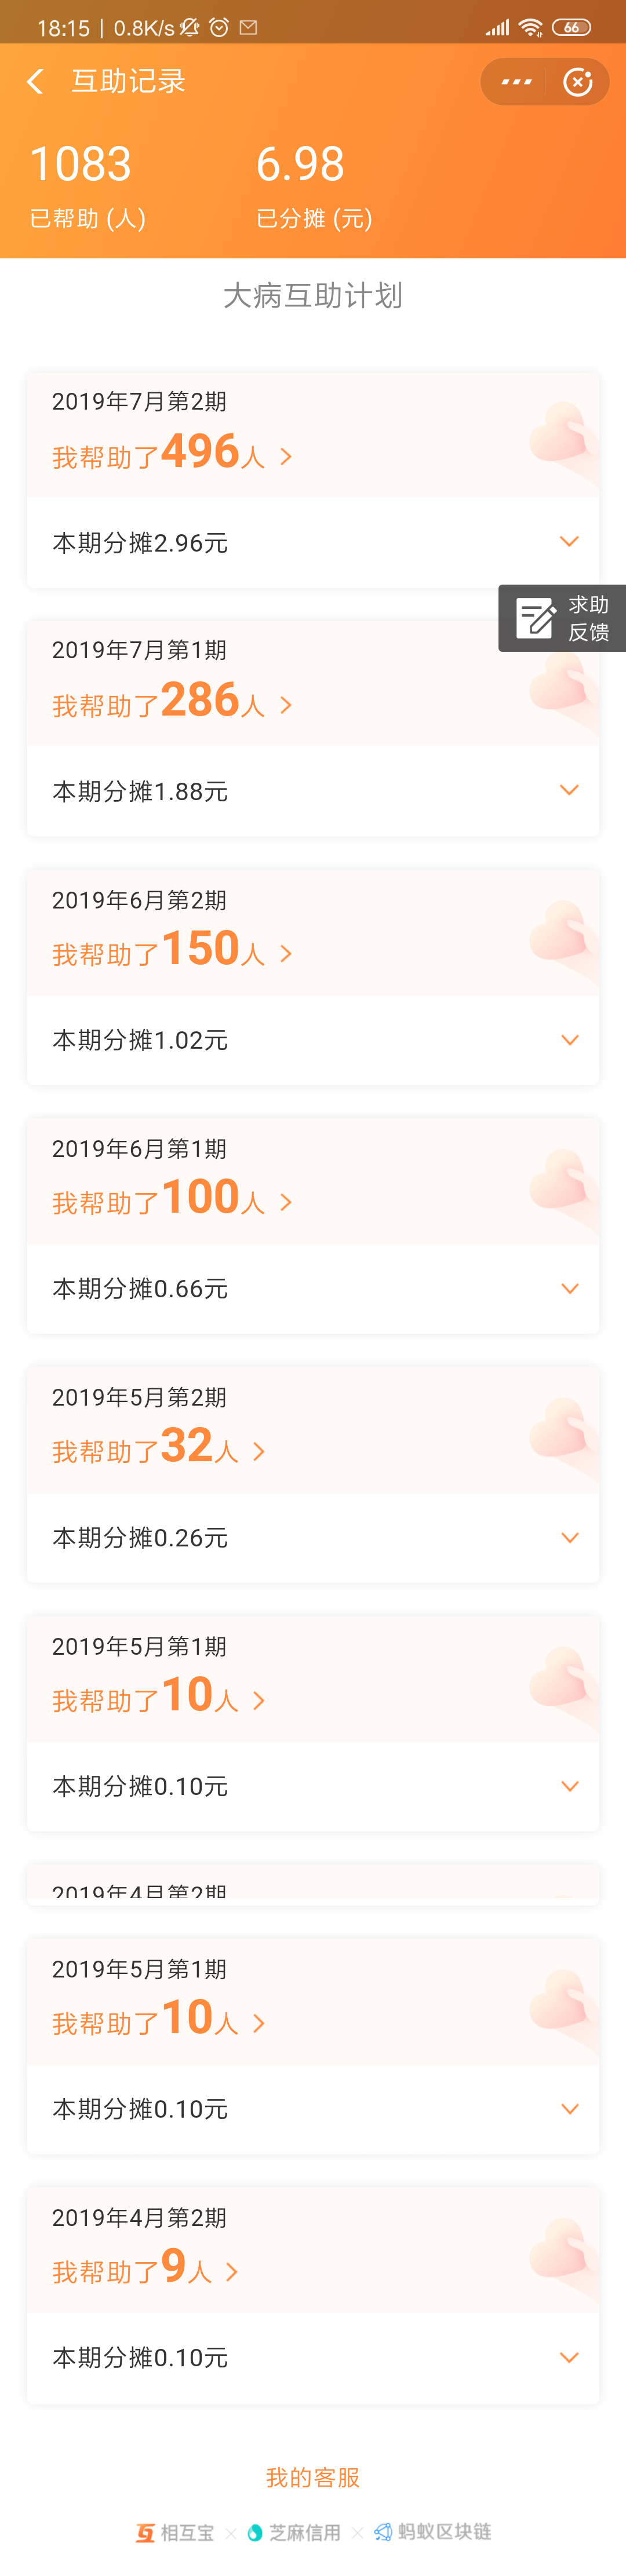 18:15 | 0.8K/s
66
互助记录
1083
6.98
已帮助 (人)
已分摊 (元)
大病互助计划
2019年7月第2期
我帮助了496人
本期分摊2.96元
求助
反馈
2019年7月第1期
我帮助了286人
本期分摊1.88元
2019年6月第2期
我帮助了150人
本期分摊1.02元
2019年6月第1期
我帮助了100人
本期分摊0.66元
2019年5月第2期
我帮助了32人
本期分摊0.26元
2019年5月第1期
我帮助了10人
本期分摊0.10元
2019年4月第2期
2019年5月第1期
我帮助了10人
本期分摊0.10元
2019年4月第2期
我帮助了9人
本期分摊0.10元
我的客服
相互宝 × 芝麻信用 × 蚂蚁区块链